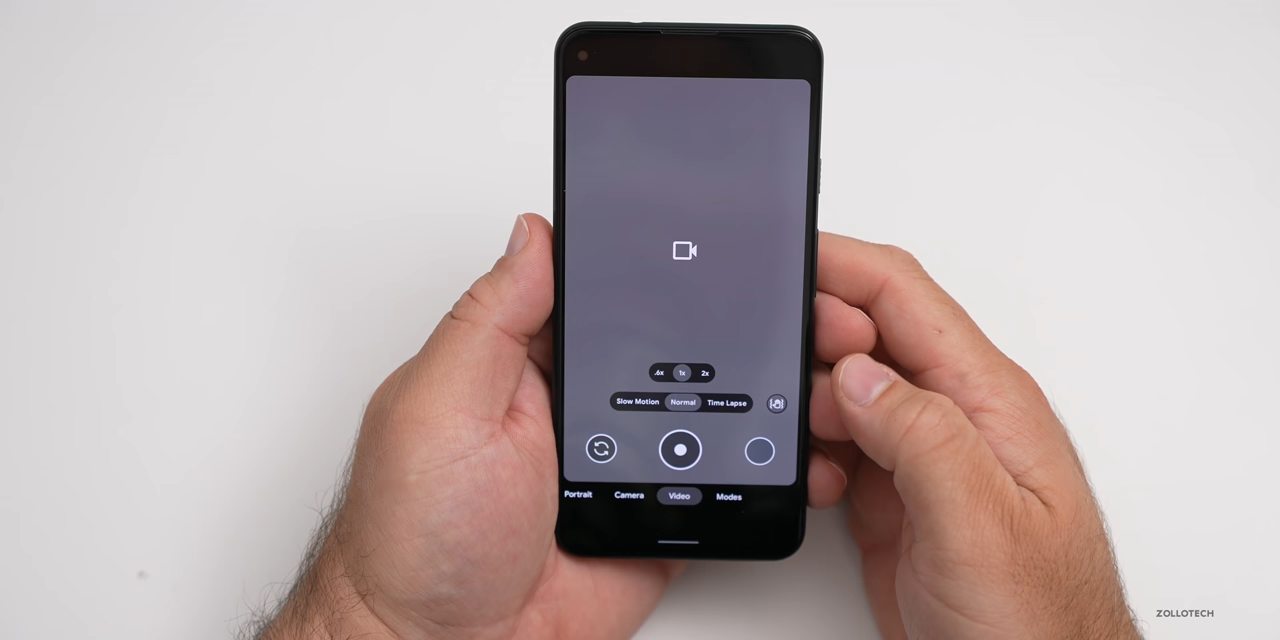 .6x 1x 2x
Slow Motion Normal Time Lapse
Portrait Camera Video Modes
ZOLLOTECH